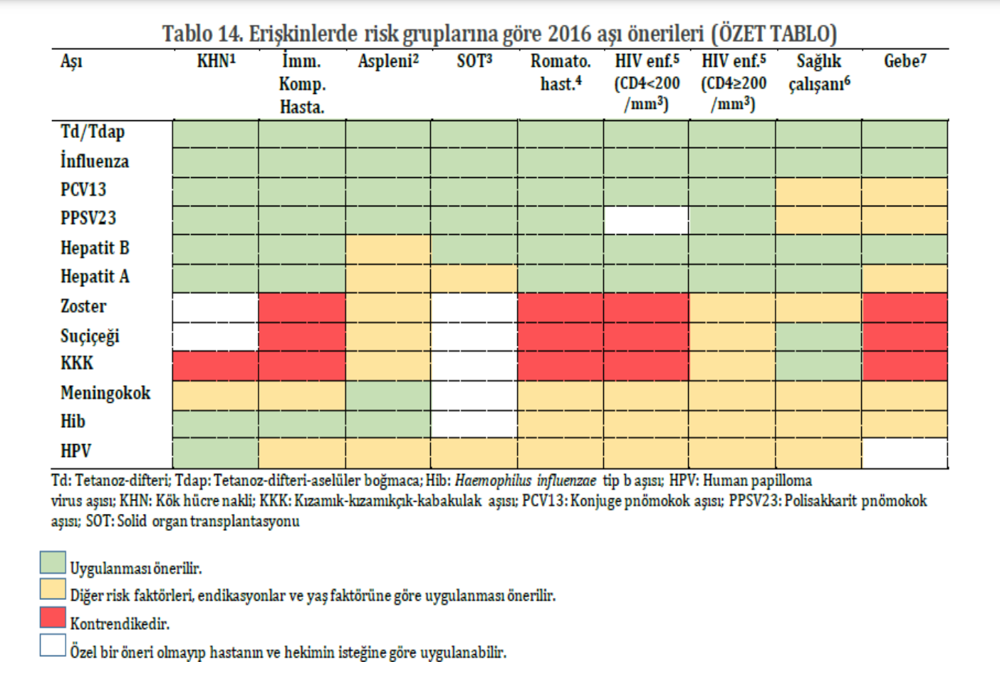 Tablo 14. Erişkinlerde risk gruplarına göre 2016 aşı önerileri (ÖZET TABLO)
Aşı KHN¹ İmm. Komp. Hasta. Aspleni² SOT³ Romato. hast.⁴ HIV enf.⁵ (CD4<200 /mm³) HIV enf.⁵ (CD4≥200 /mm³) Sağlık çalışanı⁶ Gebe⁷
Td/Tdap
İnfluenza
PCV13
PPSV23
Hepatit B
Hepatit A
Zoster
Suçiçeği
KKK
Meningokok
Hib
HPV
Td: Tetanoz-difteri; Tdap: Tetanoz-difteri-aselüler boğmaca; Hib: Haemophilus influenzae tip b aşısı; HPV: Human papilloma
virus aşısı; KHN: Kök hücre nakli; KKK: Kızamık-kızamıkçık-kabakulak aşısı; PCV13: Konjuge pnömokok aşısı; PPSV23: Polisakkarit pnömokok
aşısı; SOT: Solid organ transplantasyonu
Uygulanması önerilir.
Diğer risk faktörleri, endikasyonlar ve yaş faktörüne göre uygulanması önerilir.
Kontrendikedir.
Özel bir öneri olmayıp hastanın ve hekimin isteğine göre uygulanabilir.